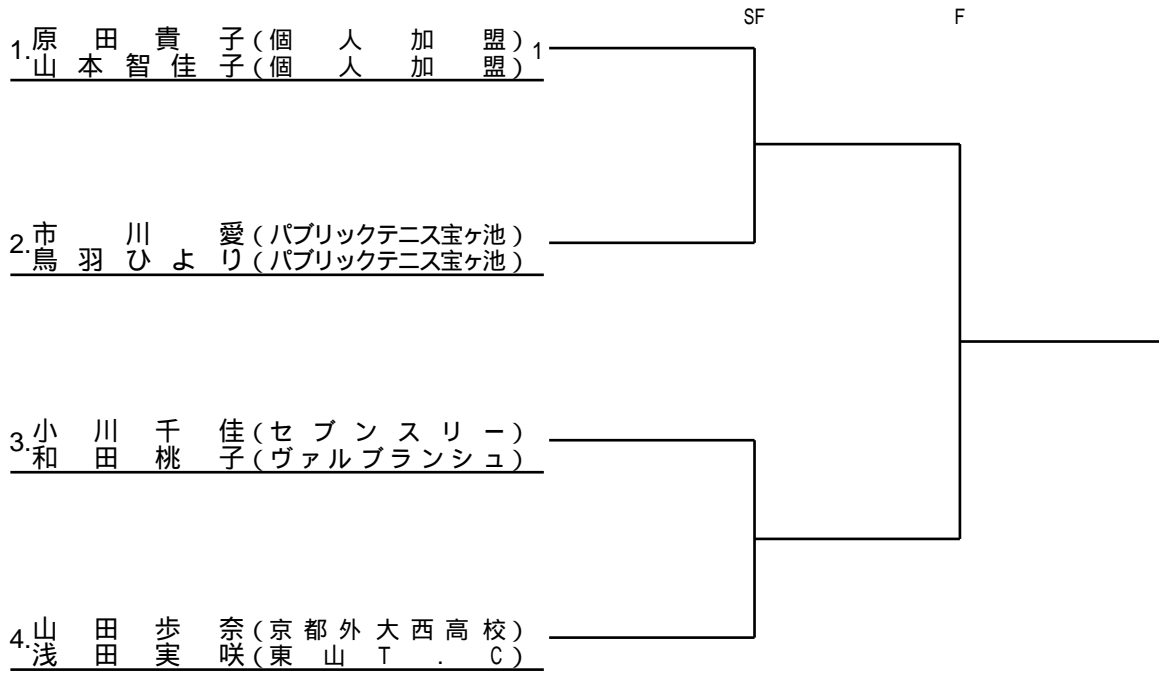 SF F
1. 原田貴子(個人加盟) 1
山本智佳子(個人加盟)
2. 市川愛(パブリックテニス宝ヶ池)
鳥羽ひより(パブリックテニス宝ヶ池)
3. 小川千佳(セブンスリー)
和田桃子(ヴァルブランシュ)
4. 山田歩奈(京都外大西高校)
浅田実咲(東山T.C)